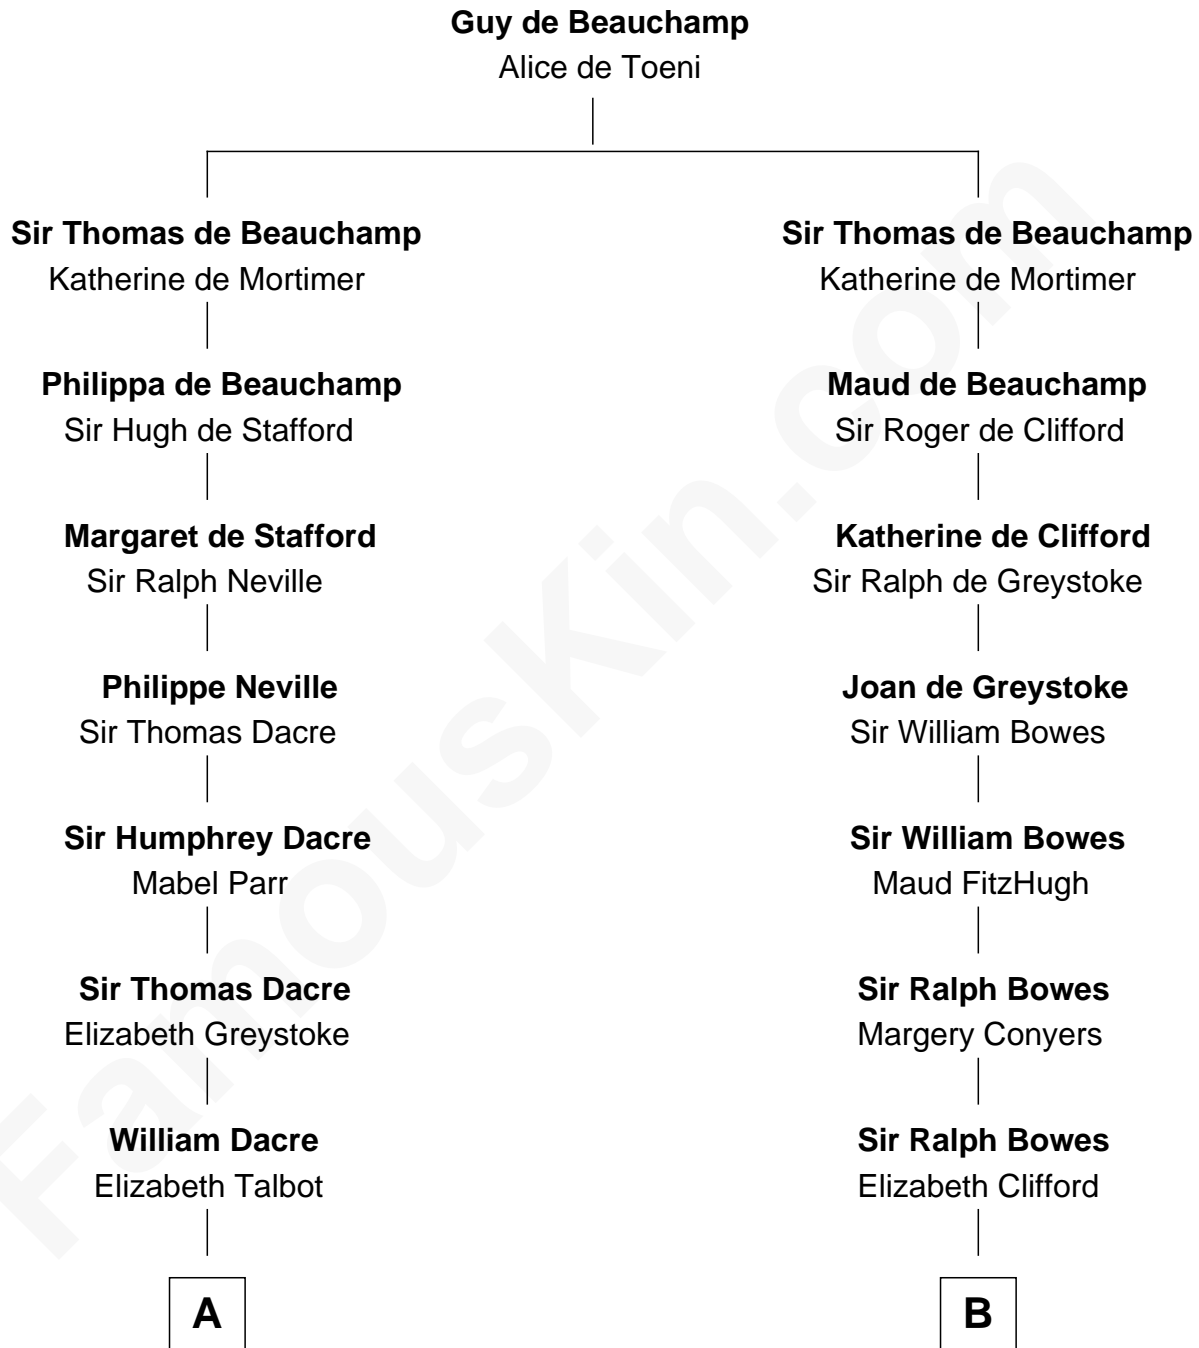 Guy de Beauchamp
Alice de Toeni
Sir Thomas de Beauchamp
Katherine de Mortimer
Philippa de Beauchamp
Sir Hugh de Stafford
Margaret de Stafford
Sir Ralph Neville
Philippe Neville
Sir Thomas Dacre
Sir Humphrey Dacre
Mabel Parr
Sir Thomas Dacre
Elizabeth Greystoke
William Dacre
Elizabeth Talbot
A
Sir Thomas de Beauchamp
Katherine de Mortimer
Maud de Beauchamp
Sir Roger de Clifford
Katherine de Clifford
Sir Ralph de Greystoke
Joan de Greystoke
Sir William Bowes
Sir William Bowes
Maud FitzHugh
Sir Ralph Bowes
Margery Conyers
Sir Ralph Bowes
Elizabeth Clifford
B
FamousKin.com